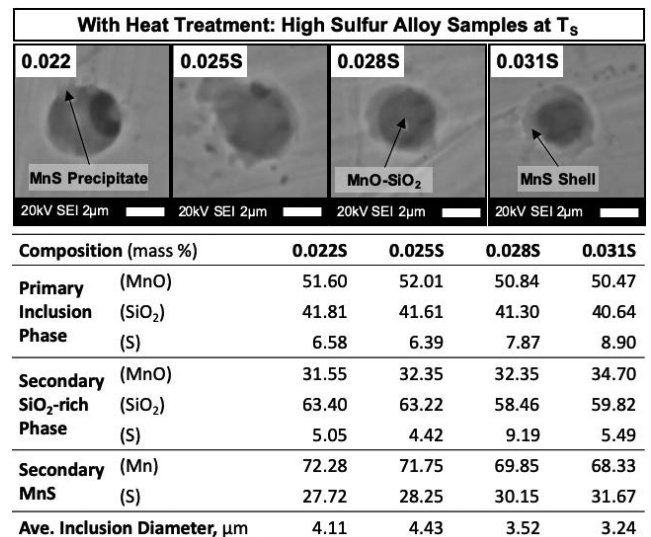 With Heat Treatment: High Sulfur Alloy Samples at TS
0.022 0.025S 0.028S 0.031S
MnS Precipitate MnO-SiO2 MnS Shell
20kV SEI 2μm 20kV SEI 2μm 20kV SEI 2μm 20kV SEI 2μm
Composition (mass %) 0.022S 0.025S 0.028S 0.031S
Primary Inclusion Phase
(MnO) 51.60 52.01 50.84 50.47
(SiO2) 41.81 41.61 41.30 40.64
(S) 6.58 6.39 7.87 8.90
Secondary SiO2-rich Phase
(MnO) 31.55 32.35 32.35 34.70
(SiO2) 63.40 63.22 58.46 59.82
(S) 5.05 4.42 9.19 5.49
Secondary MnS
(Mn) 72.28 71.75 69.85 68.33
(S) 27.72 28.25 30.15 31.67
Ave. Inclusion Diameter, μm 4.11 4.43 3.52 3.24